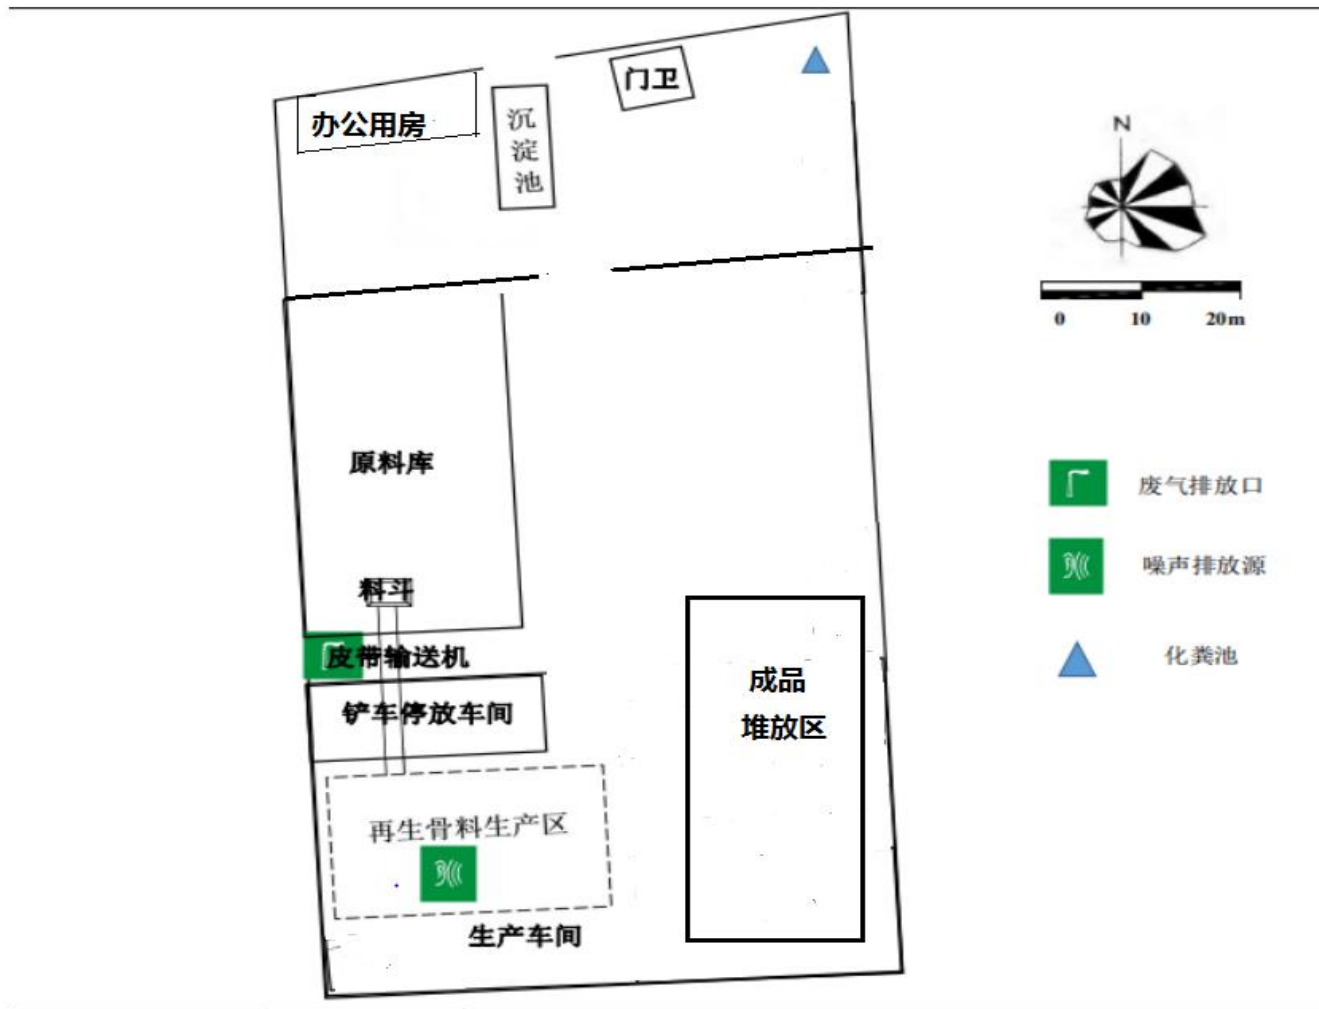 门卫
办公用房
沉
淀
池
N
0 10 20m
原料库
废气排放口
噪声排放源
料斗
皮带输送机
化粪池
成品
堆放区
铲车停放车间
再生骨料生产区
生产车间